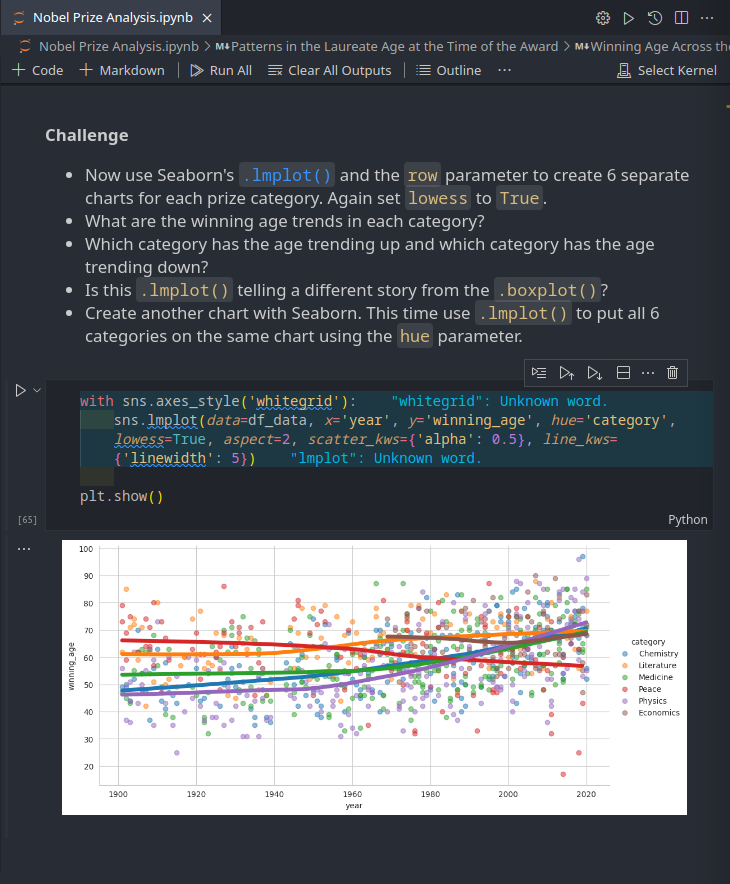 Nobel Prize Analysis.ipynb ×
Nobel Prize Analysis.ipynb > M↓Patterns in the Laureate Age at the Time of the Award > M↓Winning Age Across the
+ Code + Markdown Run All Clear All Outputs Outline ··· Select Kernel
Challenge
• Now use Seaborn's .lmplot() and the row parameter to create 6 separate
charts for each prize category. Again set lowess to True.
• What are the winning age trends in each category?
• Which category has the age trending up and which category has the age
trending down?
• Is this .lmplot() telling a different story from the .boxplot()?
• Create another chart with Seaborn. This time use .lmplot() to put all 6
categories on the same chart using the hue parameter.
with sns.axes_style('whitegrid'): "whitegrid": Unknown word.
sns.lmplot(data=df_data, x='year', y='winning_age', hue='category',
lowess=True, aspect=2, scatter_kws={'alpha': 0.5}, line_kws=
{'linewidth': 5}) "lmplot": Unknown word.
plt.show()
[65]
Python
100
90
80
70
60
50
40
30
20
winning_age
1900 1920 1940 1960 1980 2000 2020
year
category
Chemistry
Literature
Medicine
Peace
Physics
Economics